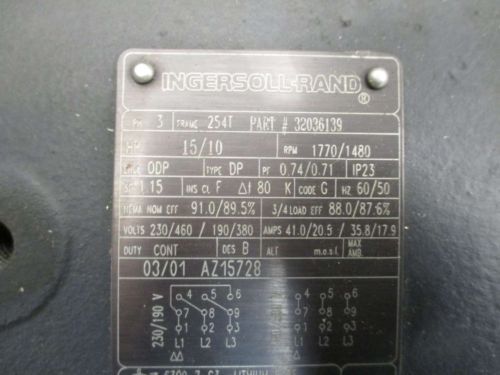 INGERSOLL-RAND ®
PH 3 FRAME 254T PART # 32036139
HP 15/10 RPM 1770/1480
ODP TYPE DP PF 0.74/0.71 IP23
1.15 INS CL F Δt 80 K CODE G HZ 60/50
NEMA NOM EFF 91.0/89.5% 3/4 LOAD EFF 88.0/87.6%
VOLTS 230/460 / 190/380 AMPS 41.0/20.5 / 35.8/17.9
DUTY CONT DES B ALT m.o.s.l. MAX AMB.
03/01 AZ15728
230/190 V
4 5 6
7 8 9
1 2 3
L1 L2 L3
ΔΔ
4 5 6
7 8 9
1 2 3
L1 L2 L3
Δ